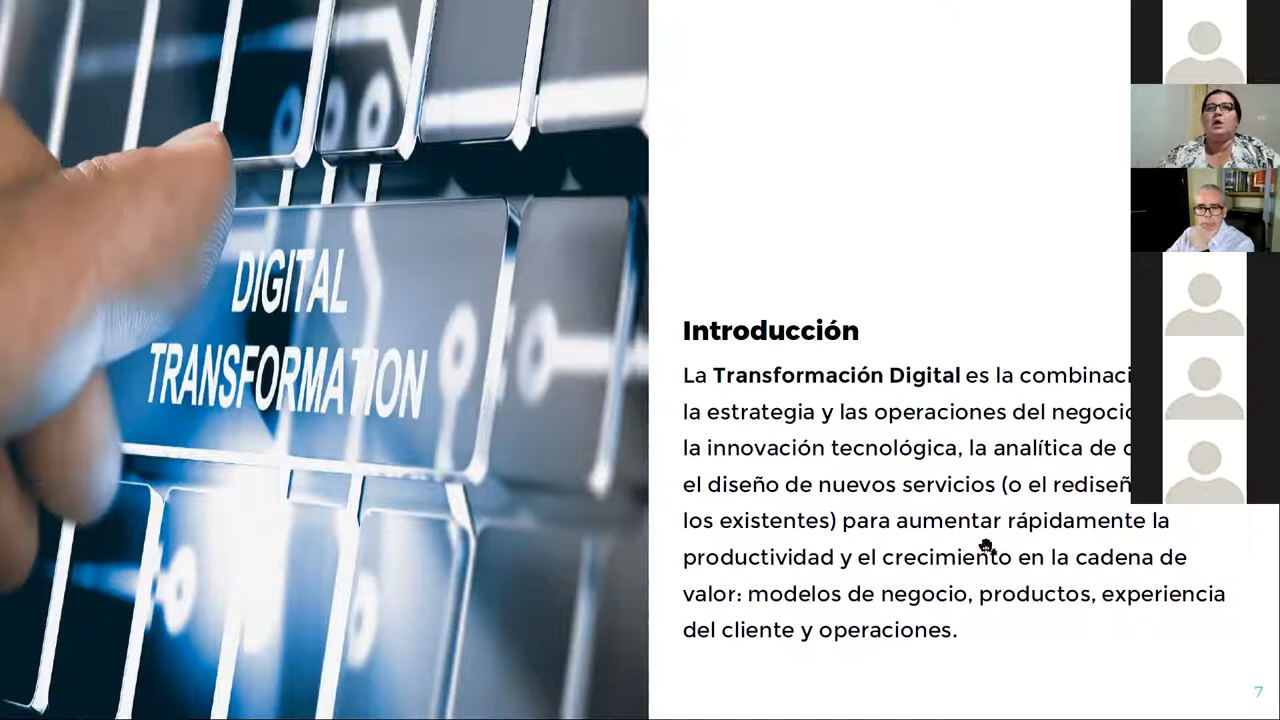 DIGITAL
TRANSFORMATION
Introducción
La Transformación Digital es la
la estrategia y las operaciones del negocio
la innovación tecnológica, la analítica de
el diseño de nuevos servicios (o el
los existentes) para aumentar rápidamente la
productividad y el crecimiento en la cadena de
valor: modelos de negocio, productos, experiencia
del cliente y operaciones.
7